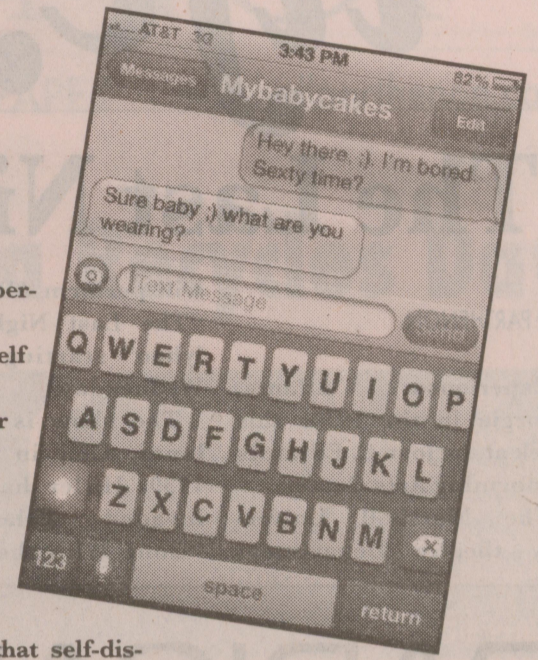 AT&T 3G 3:43 PM 82%
Messages Mybabycakes Edit
Hey there. ;). I'm bored.
Sexty time?
Sure baby ;) what are you
wearing?
Text Message Send
Q W E R T Y U I O P
A S D F G H J K L
Z X C V B N M
123 space return
per-
elf
r
that self-dis-